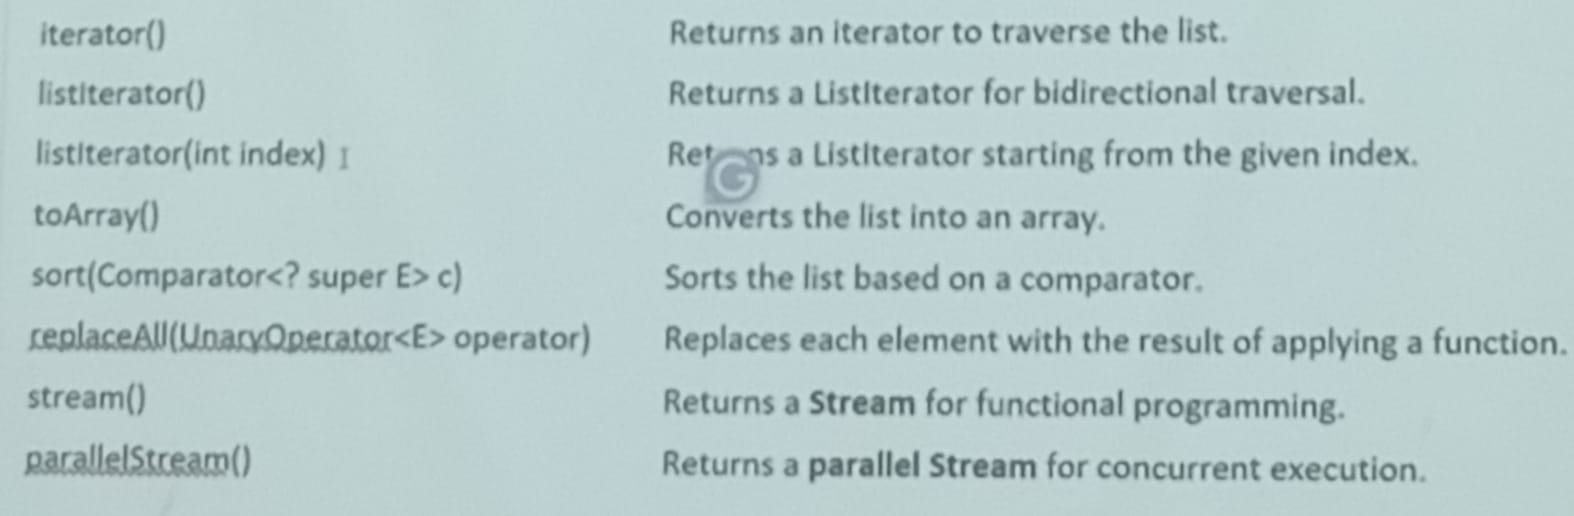 iterator() Returns an iterator to traverse the list.
listIterator() Returns a ListIterator for bidirectional traversal.
listIterator(int index) Returns a ListIterator starting from the given index.
toArray() Converts the list into an array.
sort(Comparator<? super E> c) Sorts the list based on a comparator.
replaceAll(UnaryOperator<E> operator) Replaces each element with the result of applying a function.
stream() Returns a Stream for functional programming.
parallelStream() Returns a parallel Stream for concurrent execution.